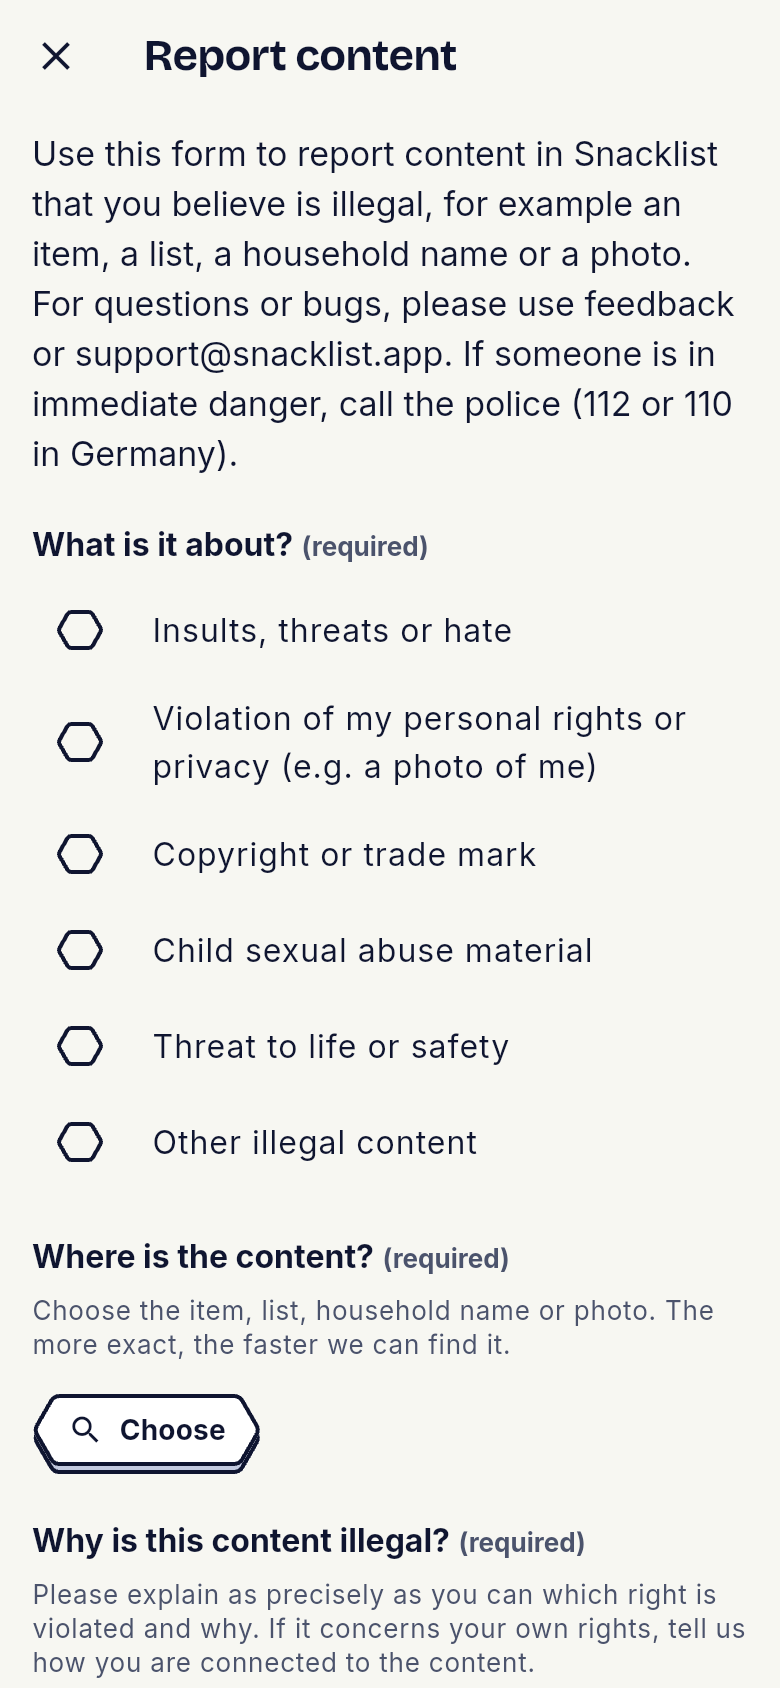 Report content
Use this form to report content in Snacklist
that you believe is illegal, for example an
item, a list, a household name or a photo.
For questions or bugs, please use feedback
or support@snacklist.app. If someone is in
immediate danger, call the police (112 or 110
in Germany).
What is it about? (required)
Insults, threats or hate
Violation of my personal rights or
privacy (e.g. a photo of me)
Copyright or trade mark
Child sexual abuse material
Threat to life or safety
Other illegal content
Where is the content? (required)
Choose the item, list, household name or photo. The
more exact, the faster we can find it.
Choose
Why is this content illegal? (required)
Please explain as precisely as you can which right is
violated and why. If it concerns your own rights, tell us
how you are connected to the content.